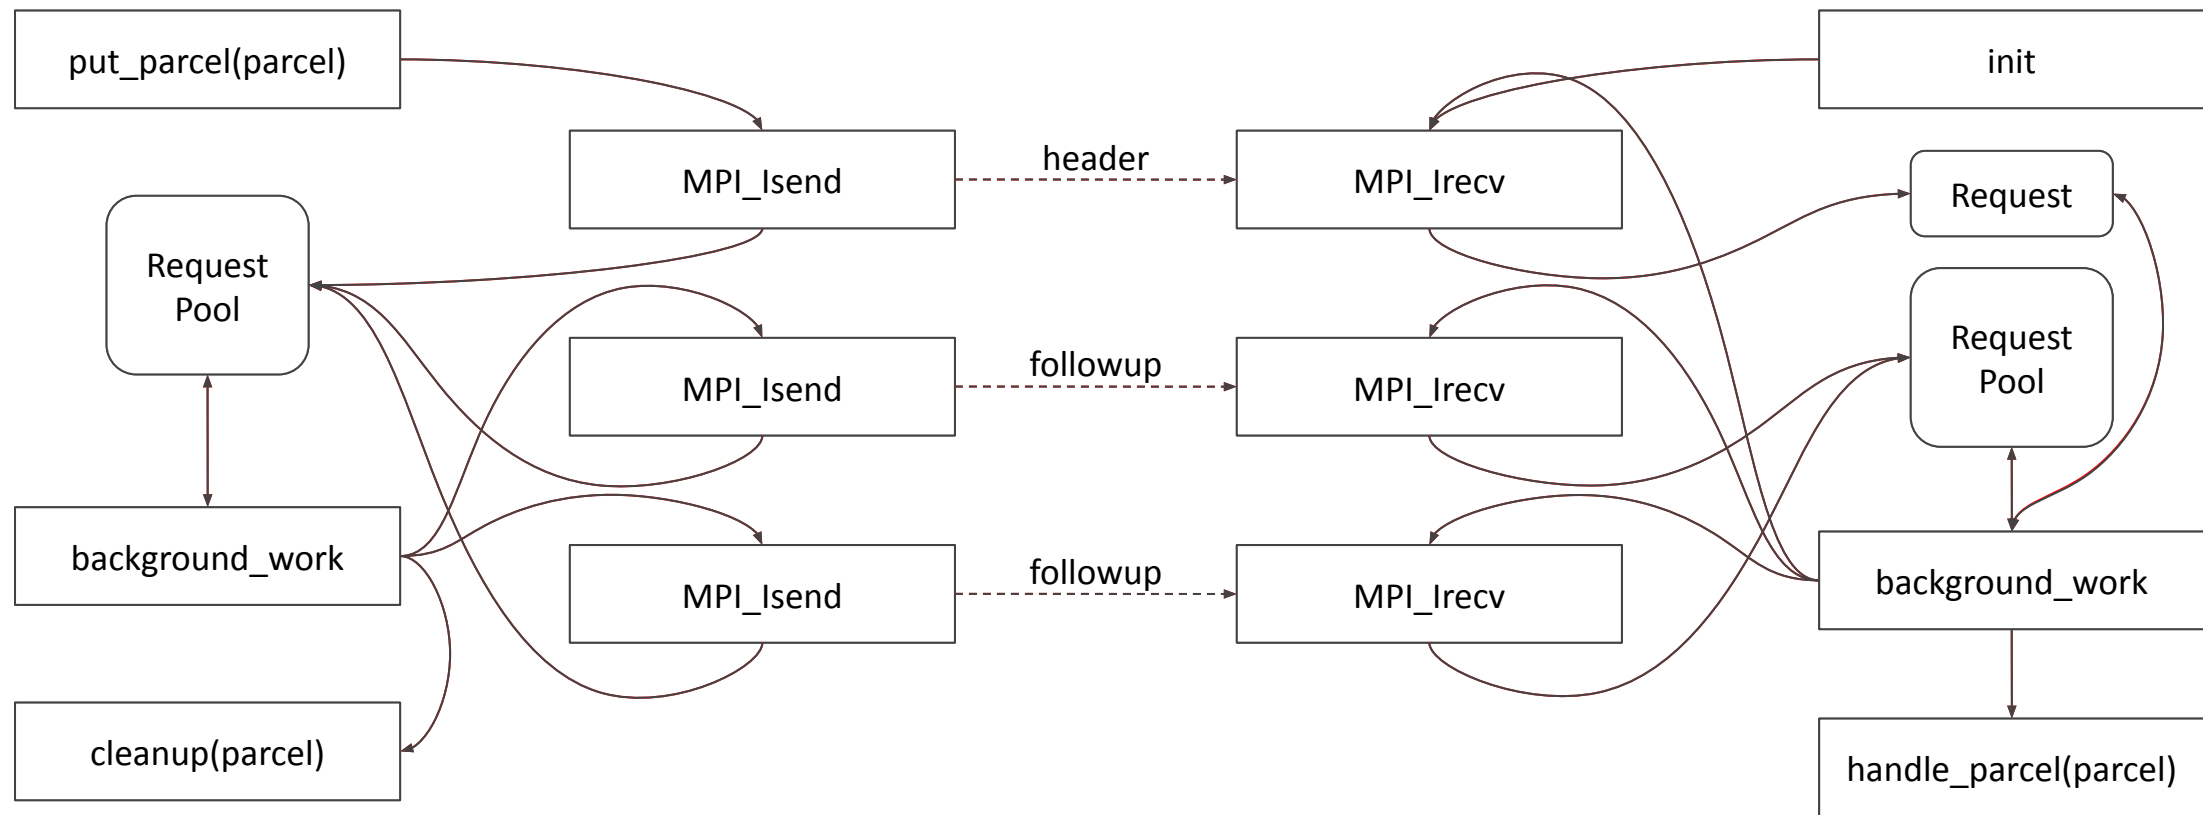 put_parcel(parcel)
init
header
MPI_Isend
MPI_Irecv
Request
Request
Pool
Request
Pool
followup
MPI_Isend
MPI_Irecv
background_work
followup
MPI_Isend
MPI_Irecv
background_work
cleanup(parcel)
handle_parcel(parcel)